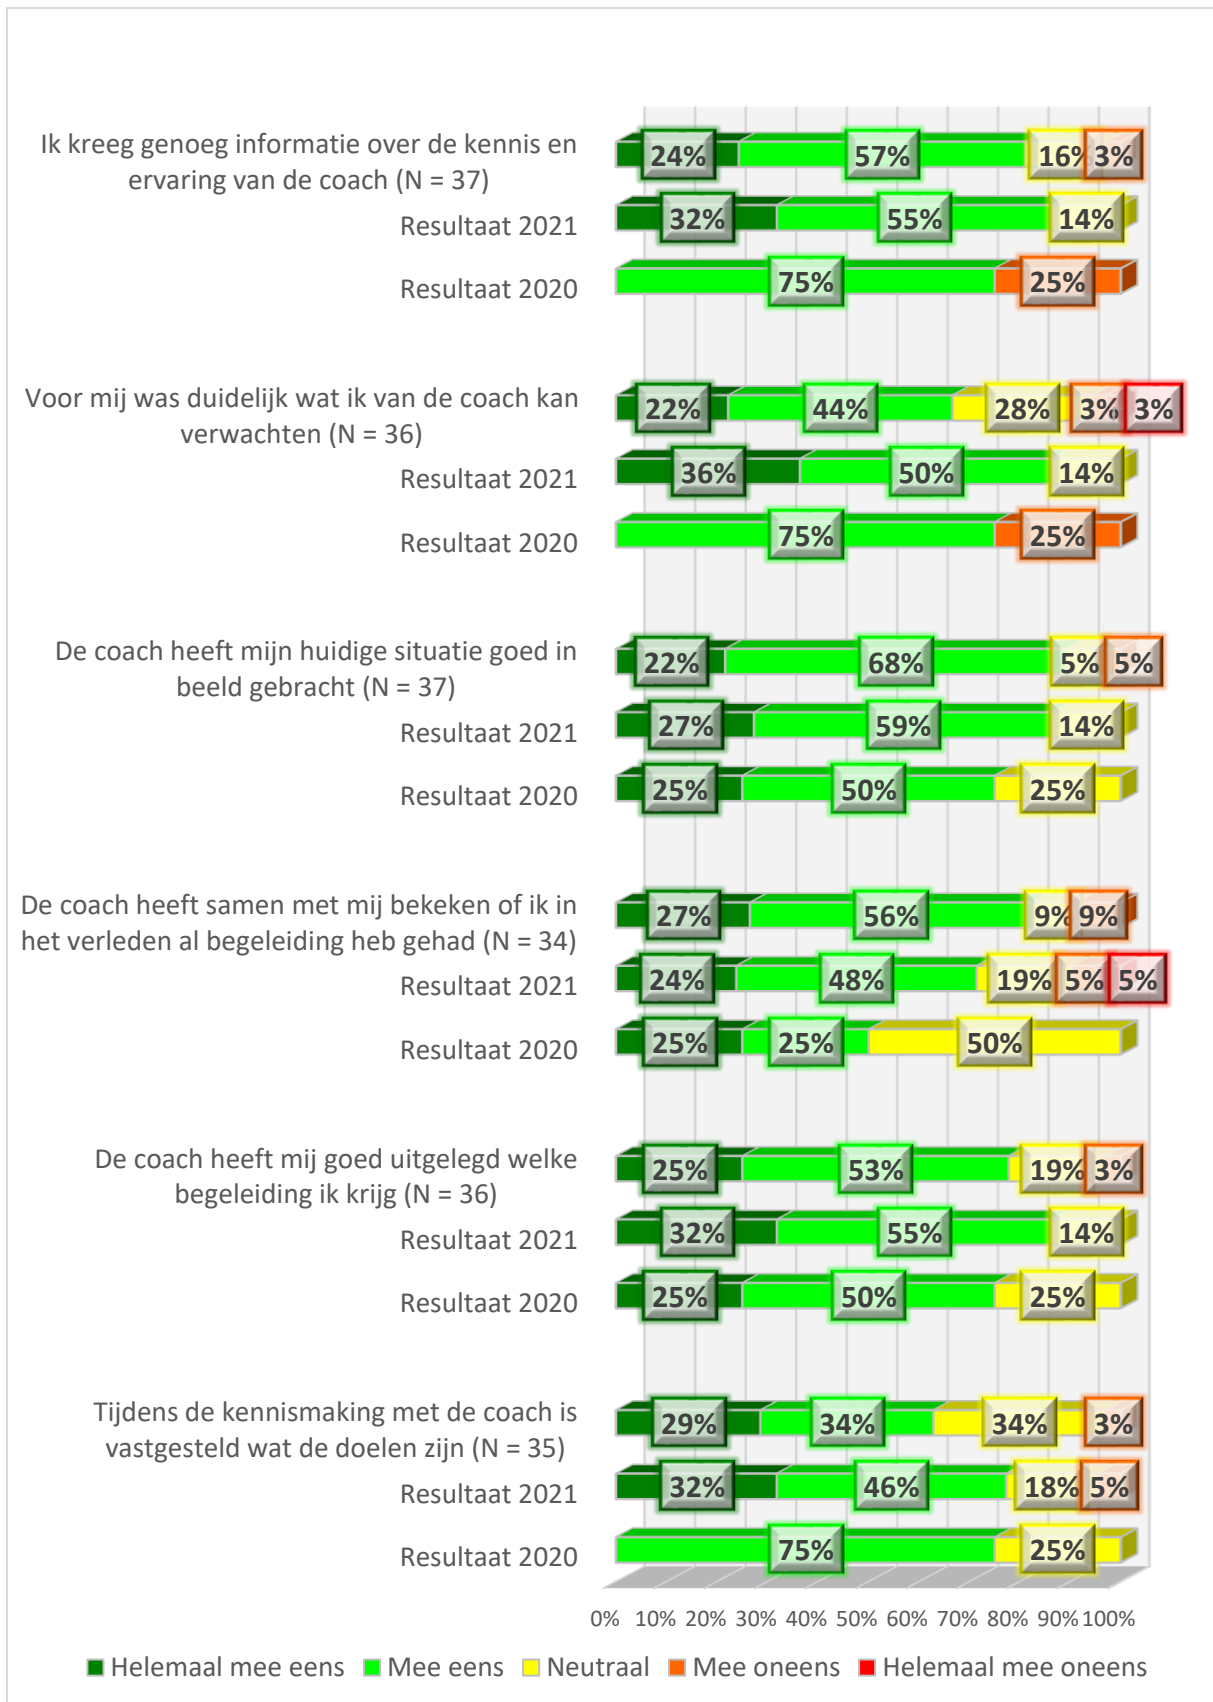 Ik kreeg genoeg informatie over de kennis en
ervaring van de coach (N = 37)
24% 57% 16% 3%
Resultaat 2021
32% 55% 14%
Resultaat 2020
75% 25%
Voor mij was duidelijk wat ik van de coach kan
verwachten (N = 36)
22% 44% 28% 3% 3%
Resultaat 2021
36% 50% 14%
Resultaat 2020
75% 25%
De coach heeft mijn huidige situatie goed in
beeld gebracht (N = 37)
22% 68% 5% 5%
Resultaat 2021
27% 59% 14%
Resultaat 2020
25% 50% 25%
De coach heeft samen met mij bekeken of ik in
het verleden al begeleiding heb gehad (N = 34)
27% 56% 9% 9%
Resultaat 2021
24% 48% 19% 5% 5%
Resultaat 2020
25% 25% 50%
De coach heeft mij goed uitgelegd welke
begeleiding ik krijg (N = 36)
25% 53% 19% 3%
Resultaat 2021
32% 55% 14%
Resultaat 2020
25% 50% 25%
Tijdens de kennismaking met de coach is
vastgesteld wat de doelen zijn (N = 35)
29% 34% 34% 3%
Resultaat 2021
32% 46% 18% 5%
Resultaat 2020
75% 25%
0% 10% 20% 30% 40% 50% 60% 70% 80% 90% 100%
Helemaal mee eens Mee eens Neutraal Mee oneens Helemaal mee oneens